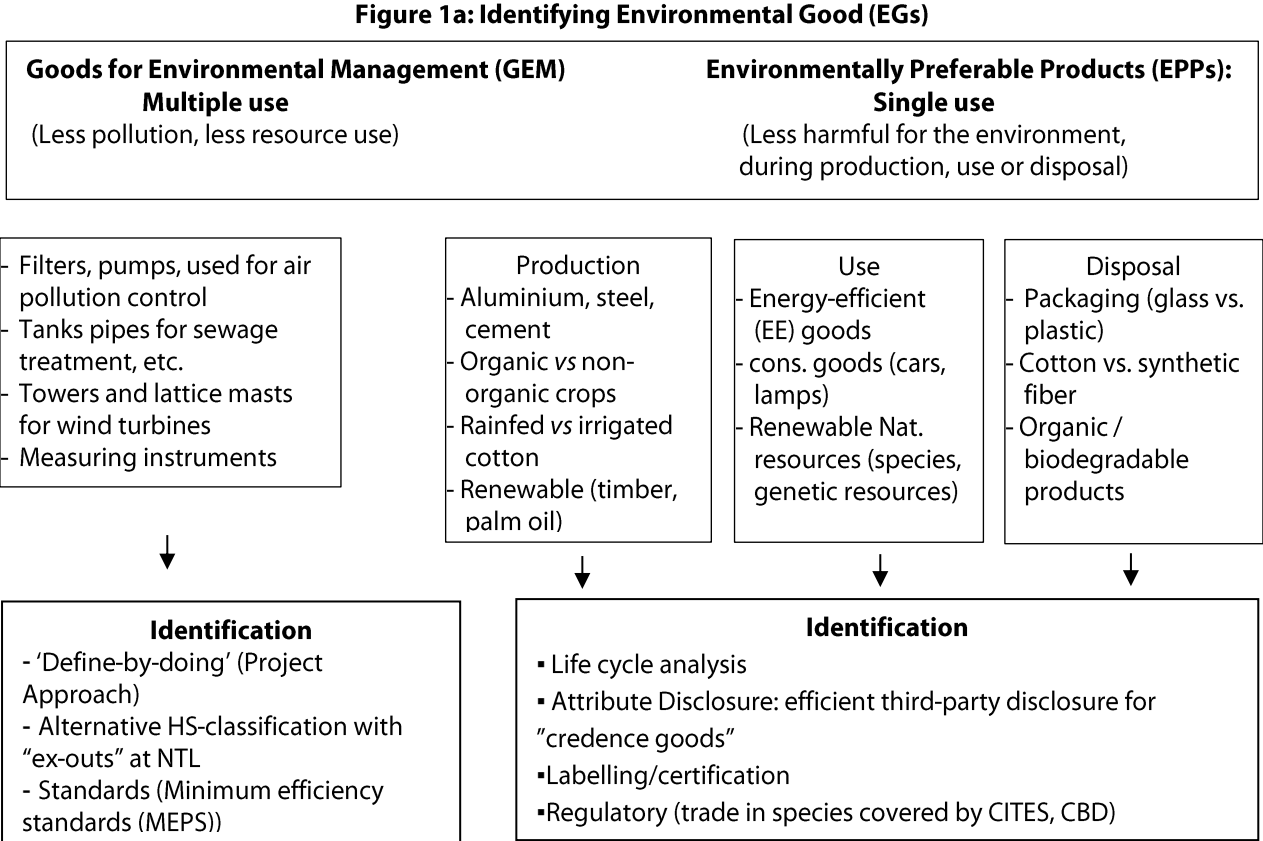 Figure 1a: Identifying Environmental Good (EGs)
Goods for Environmental Management (GEM)
Multiple use
(Less pollution, less resource use)
Environmentally Preferable Products (EPPs):
Single use
(Less harmful for the environment,
during production, use or disposal)
- Filters, pumps, used for air
pollution control
- Tanks pipes for sewage
treatment, etc.
- Towers and lattice masts
for wind turbines
- Measuring instruments
Production
- Aluminium, steel,
cement
- Organic vs non-
organic crops
- Rainfed vs irrigated
cotton
- Renewable (timber,
palm oil)
Use
- Energy-efficient
(EE) goods
- cons. goods (cars,
lamps)
- Renewable Nat.
resources (species,
genetic resources)
Disposal
- Packaging (glass vs.
plastic)
- Cotton vs. synthetic
fiber
- Organic /
biodegradable
products
Identification
- ‘Define-by-doing’ (Project
Approach)
- Alternative HS-classification with
“ex-outs” at NTL
- Standards (Minimum efficiency
standards (MEPS))
Identification
▪ Life cycle analysis
▪ Attribute Disclosure: efficient third-party disclosure for
”credence goods”
▪Labelling/certification
▪Regulatory (trade in species covered by CITES, CBD)